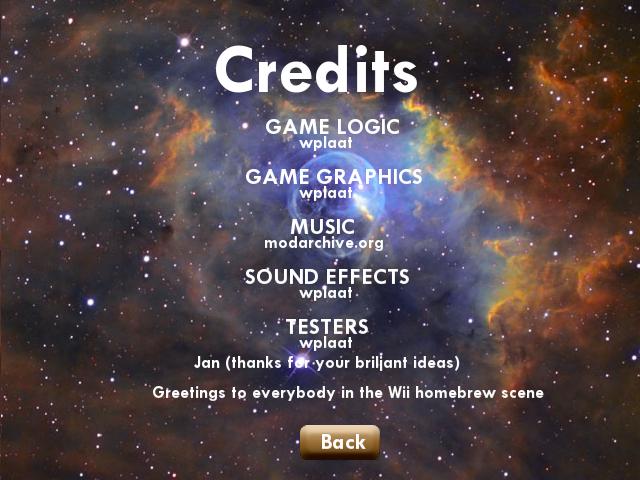 Credits
GAME LOGIC
wplaat
GAME GRAPHICS
wplaat
MUSIC
modarchive.org
SOUND EFFECTS
wplaat
TESTERS
wplaat
Jan (thanks for your briljant ideas)
Greetings to everybody in the Wii homebrew scene
Back